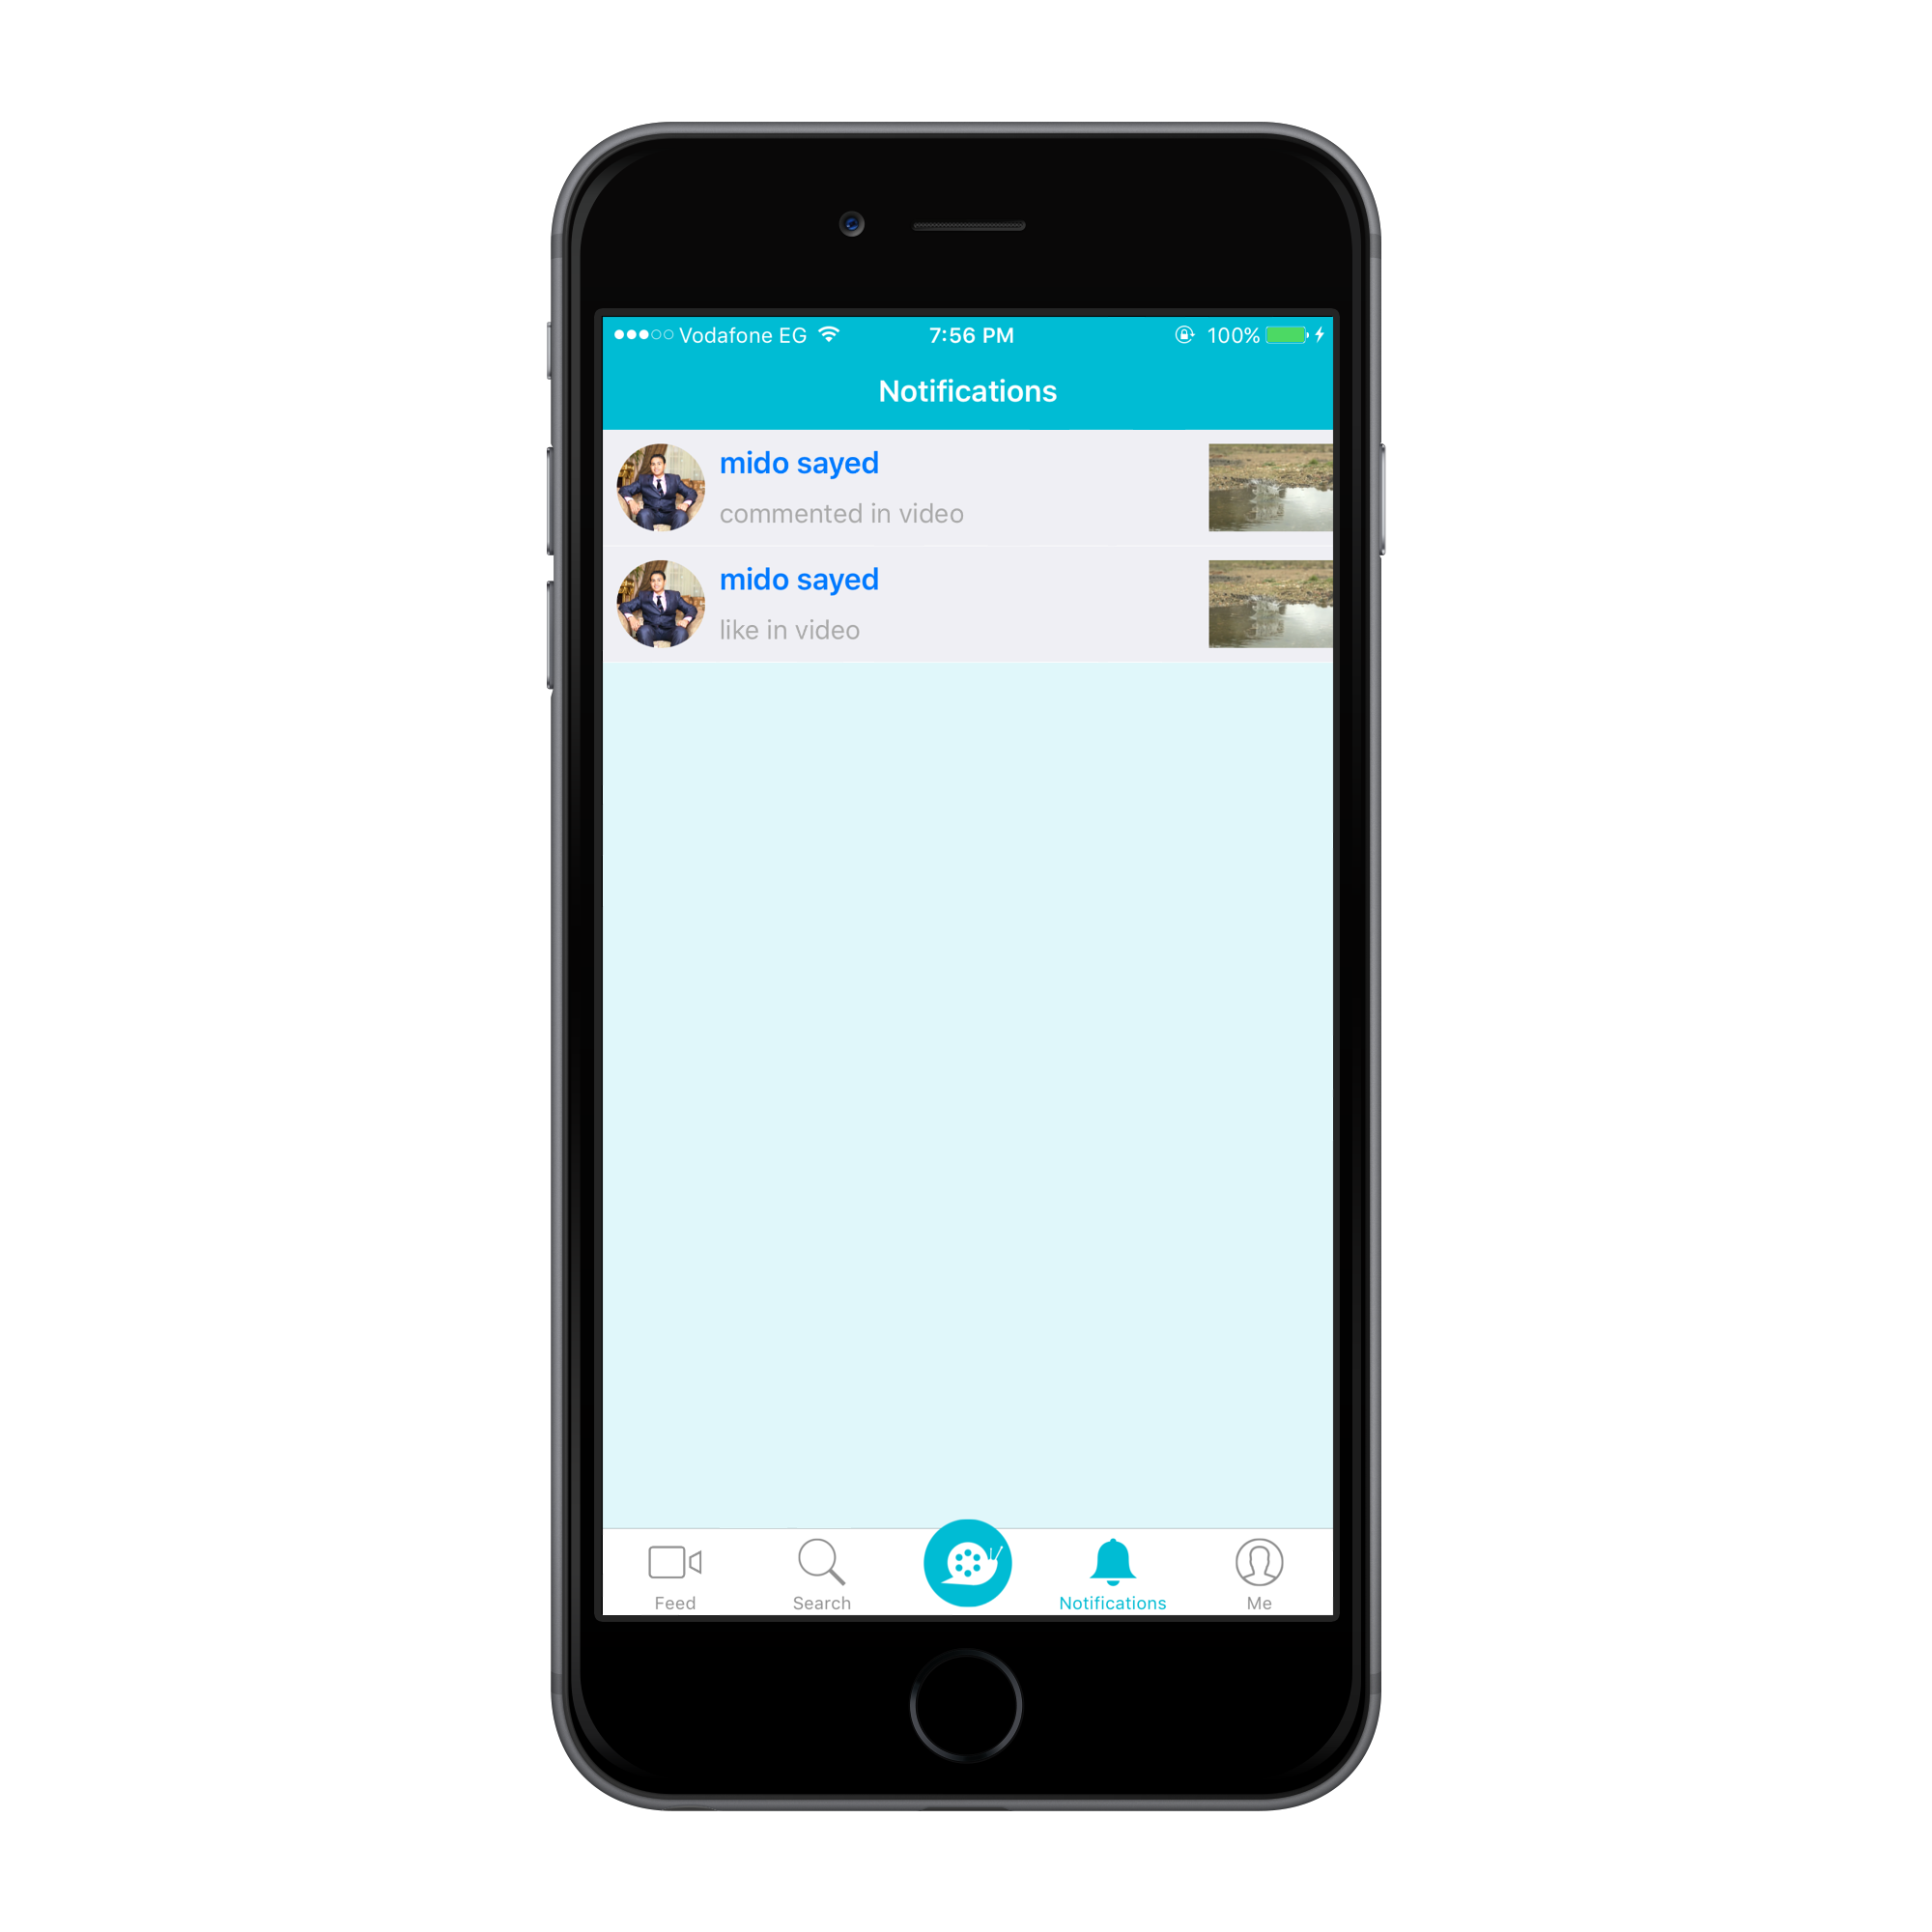 Vodafone EG 7:56 PM 100%
Notifications
mido sayed
commented in video
mido sayed
like in video
Feed Search Notifications Me